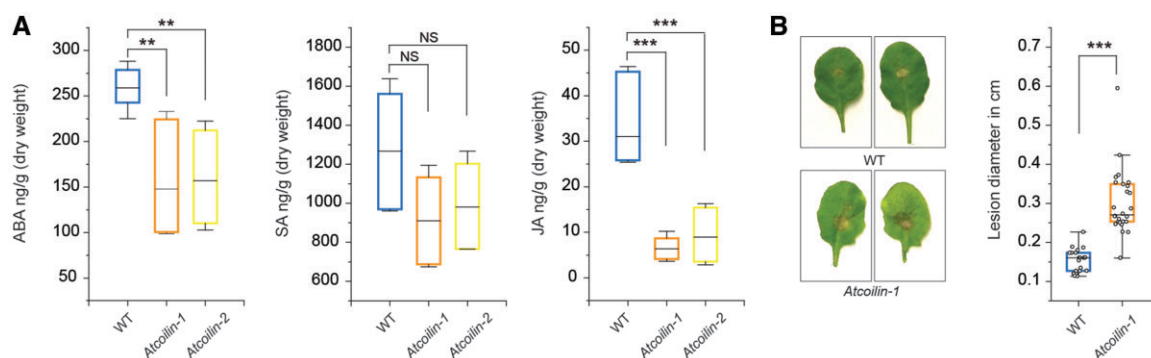 A
ABA ng/g (dry weight)
300
250
200
150
100
50
**
**
WT
Atcoilin-1
Atcoilin-2
SA ng/g (dry weight)
1800
1600
1400
1200
1000
800
600
NS
NS
WT
Atcoilin-1
Atcoilin-2
JA ng/g (dry weight)
50
40
30
20
10
0
***
***
WT
Atcoilin-1
Atcoilin-2
B
WT
Atcoilin-1
Lesion diameter in cm
0.7
0.6
0.5
0.4
0.3
0.2
0.1
***
WT
Atcoilin-1